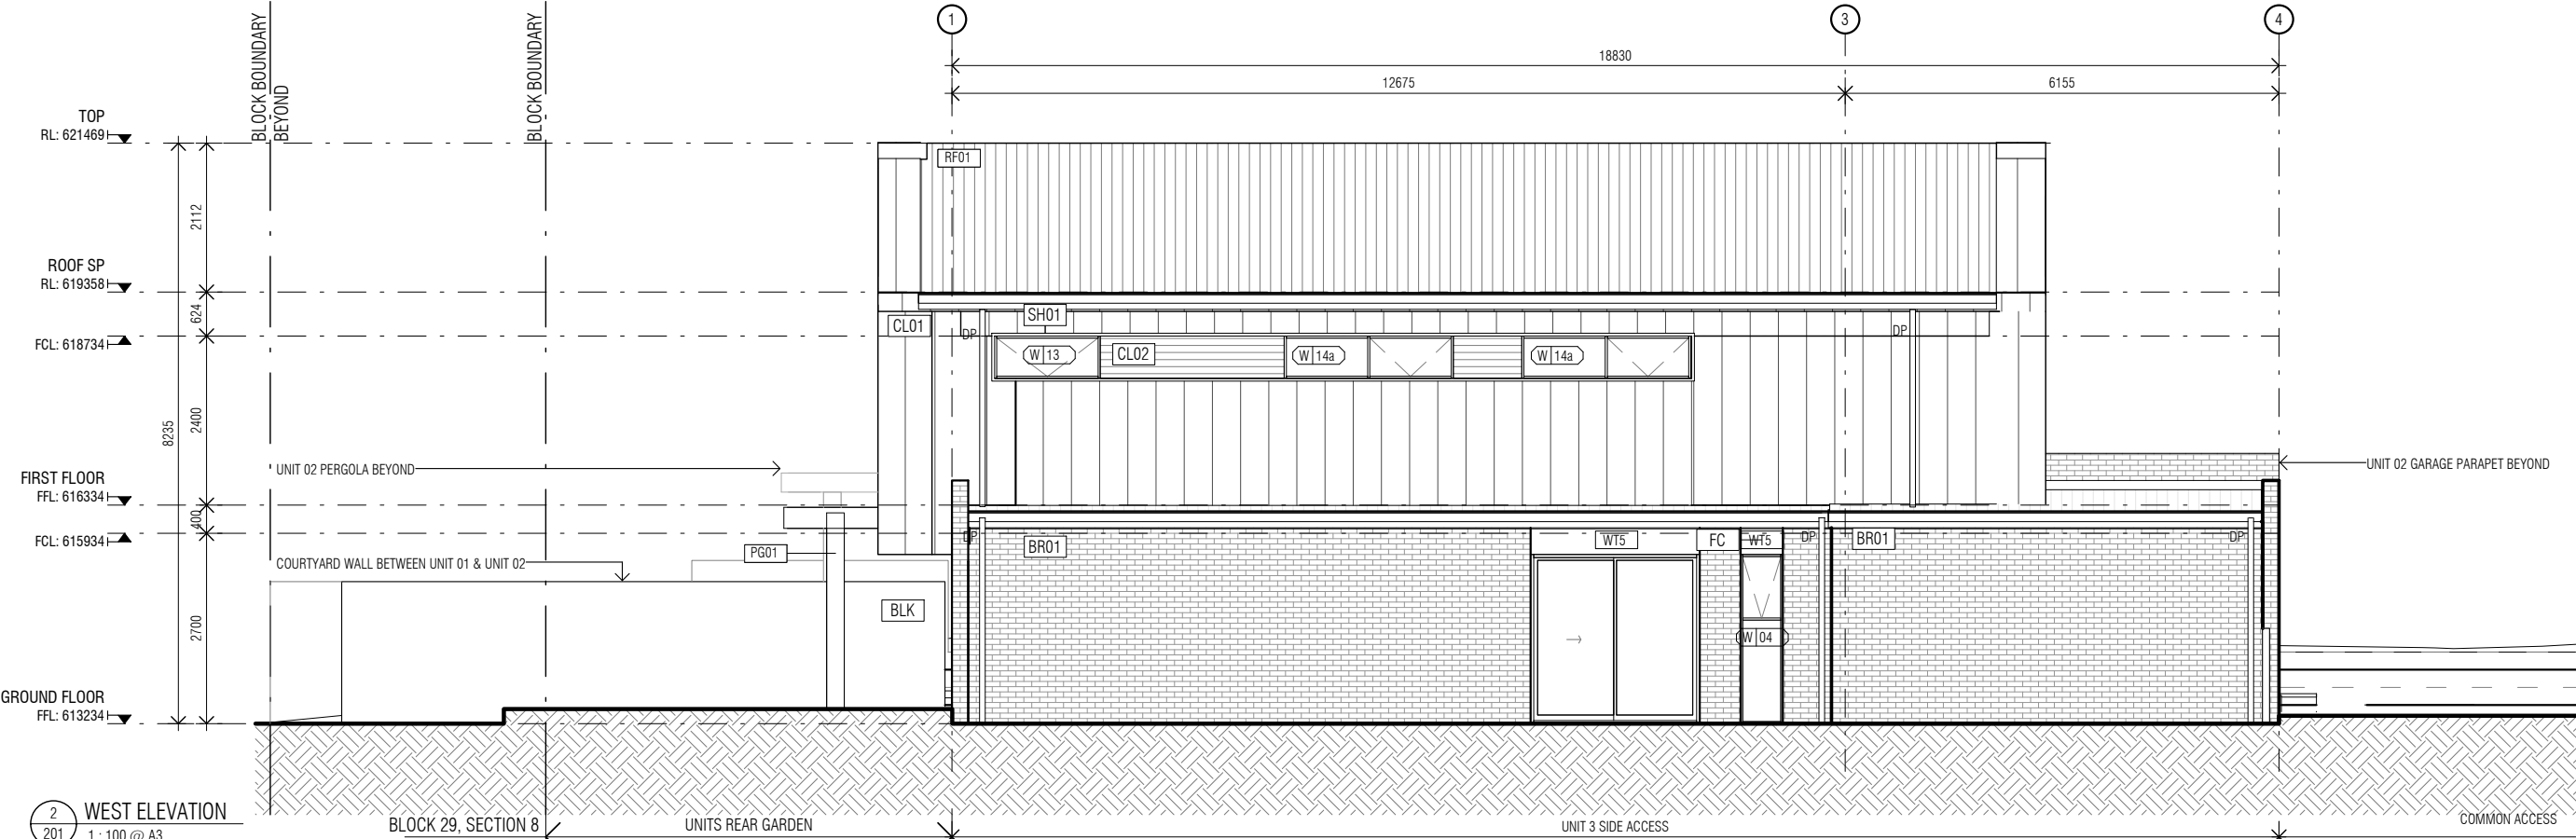 BLOCK BOUNDARY
BEYOND
BLOCK BOUNDARY
1
3
4
18830
12675
6155
TOP
RL: 621469
RF01
2112
ROOF SP
RL: 619358
624
FCL: 618734
SH01
CL01
DP
DP
W 13
CL02
W 14a
W 14a
2400
8235
UNIT 02 PERGOLA BEYOND
UNIT 02 GARAGE PARAPET BEYOND
FIRST FLOOR
FFL: 616334
400
FCL: 615934
DP
BR01
WT5
FC
WT5
DP
BR01
DP
PG01
COURTYARD WALL BETWEEN UNIT 01 & UNIT 02
BLK
2700
W 04
GROUND FLOOR
FFL: 613234
2
201
WEST ELEVATION
1 : 100 @ A3
BLOCK 29, SECTION 8
UNITS REAR GARDEN
UNIT 3 SIDE ACCESS
COMMON ACCESS